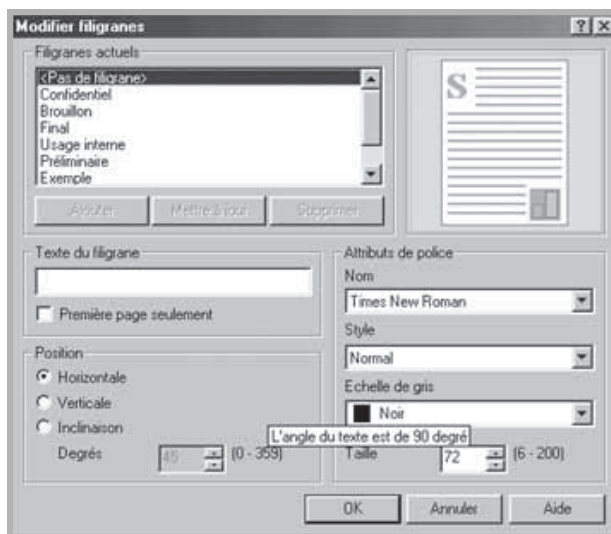 Modifier filigranes
Filigranes actuels
<Pas de filigrane>
Confidentiel
Brouillon
Final
Usage interne
Préliminaire
Exemple
Ajouter Mettre à jour Supprimer
S
Texte du filigrane
Première page seulement
Position
Horizontale
Verticale
Inclinaison
Degrés 45 (0 - 359)
Attributs de police
Nom
Times New Roman
Style
Normal
Echelle de gris
Noir
L'angle du texte est de 90 degré
Taille 72 (6 - 200)
OK Annuler Aide